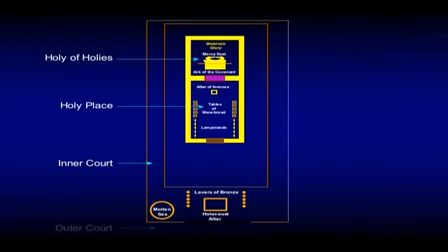 Shekinah
Glory
Mercy Seat
Holy of Holies
Ark of the Covenant
Altar of Incense
Holy Place
Tables
of
Shewbread
Lampstands
Inner Court
Lavers of Bronze
Molten
Sea
Holocaust
Altar
Outer Court